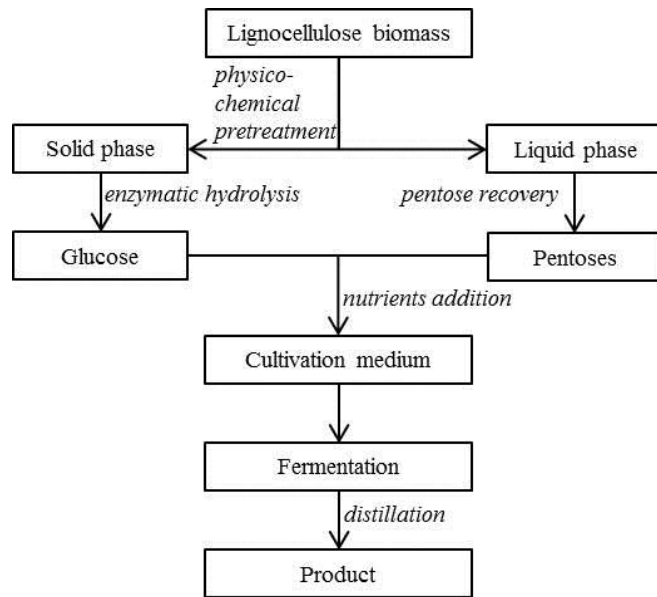 Lignocellulose biomass
physico-
chemical
pretreatment
Solid phase
Liquid phase
enzymatic hydrolysis
pentose recovery
Glucose
Pentoses
nutrients addition
Cultivation medium
Fermentation
distillation
Product